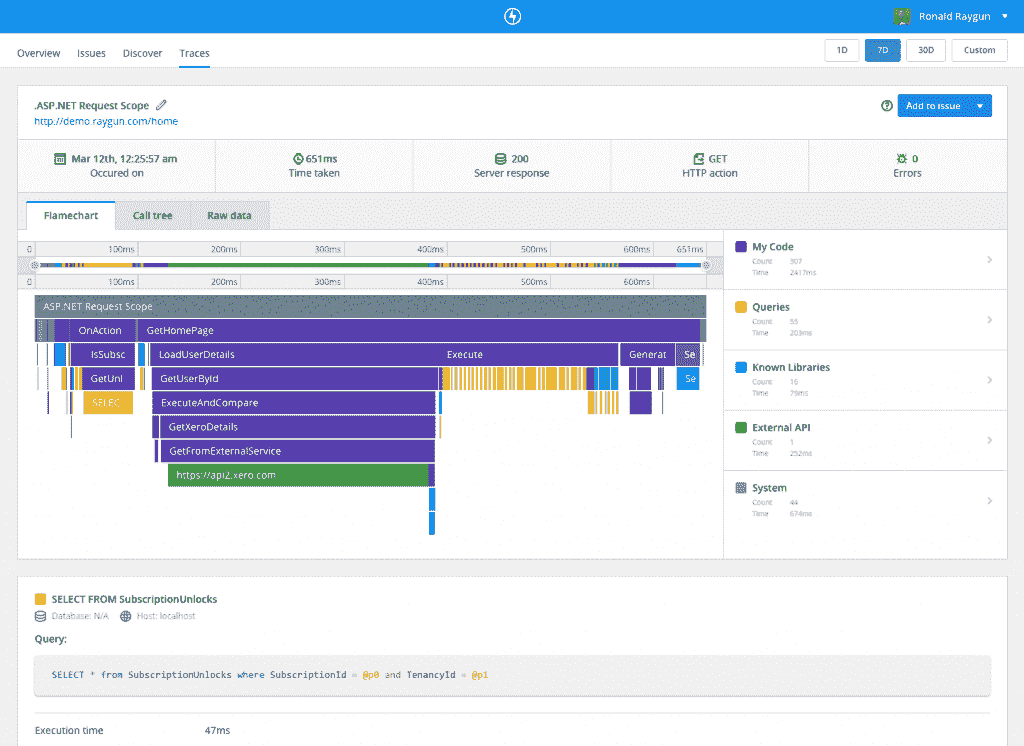 Ronald Raygun
Overview Issues Discover Traces
1D 7D 30D Custom
.ASP.NET Request Scope
Add to issue
http://demo.raygun.com/home
Mar 12th, 12:25:57 am
Occured on
651ms
Time taken
200
Server response
GET
HTTP action
0
Errors
Flamechart Call tree Raw data
0 100ms 200ms 300ms 400ms 500ms 600ms 651ms
0 100ms 200ms 300ms 400ms 500ms 600ms
ASP.NET Request Scope
OnAction GetHomePage
IsSubsc LoadUserDetails Execute Generat Se
GetUnl GetUserById Se
SELEC ExecuteAndCompare
GetXeroDetails
GetFromExternalService
https://api2.xero.com
My Code
Count 307
Time 2417ms
Queries
Count 55
Time 203ms
Known Libraries
Count 16
Time 79ms
External API
Count 1
Time 252ms
System
Count 44
Time 674ms
SELECT FROM SubscriptionUnlocks
Database: N/A Host: localhost
Query:
SELECT * from SubscriptionUnlocks where SubscriptionId = @p0 and TenancyId = @p1
Execution time 47ms